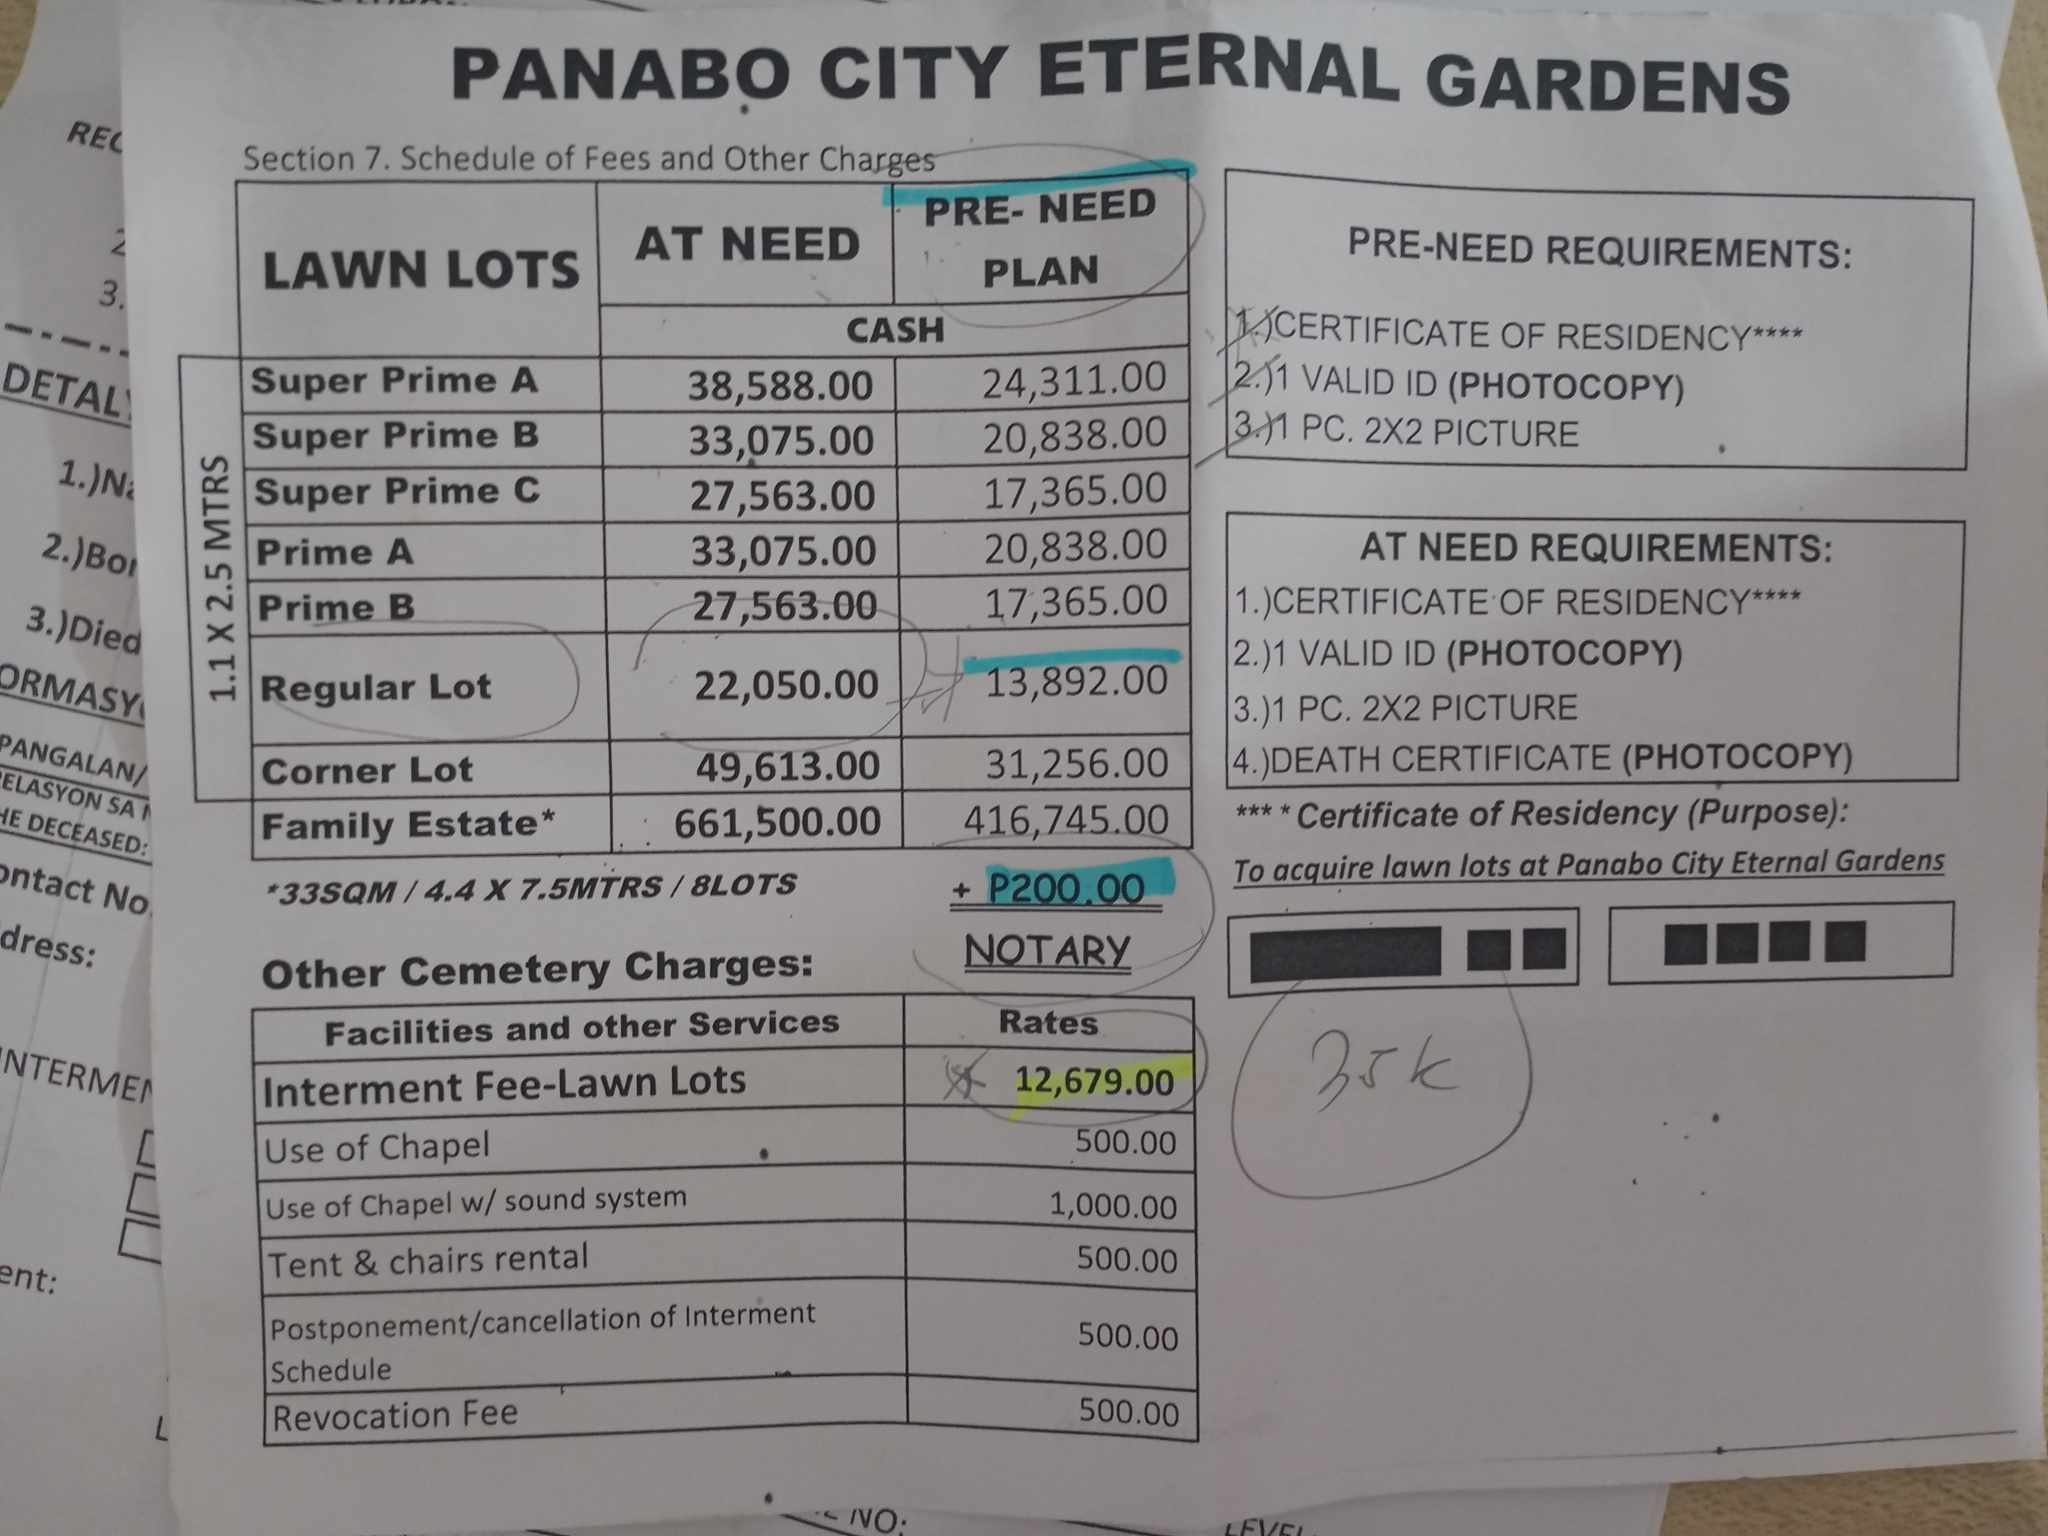 PANABO CITY ETERNAL GARDENS
Section 7. Schedule of Fees and Other Charges
LAWN LOTS AT NEED PRE- NEED PLAN
CASH
1.1 X 2.5 MTRS
Super Prime A 38,588.00 24,311.00
Super Prime B 33,075.00 20,838.00
Super Prime C 27,563.00 17,365.00
Prime A 33,075.00 20,838.00
Prime B 27,563.00 17,365.00
Regular Lot 22,050.00 13,892.00
Corner Lot 49,613.00 31,256.00
Family Estate* 661,500.00 416,745.00
*33SQM / 4.4 X 7.5MTRS / 8LOTS + P200.00
NOTARY
Other Cemetery Charges:
Facilities and other Services Rates
Interment Fee-Lawn Lots 12,679.00
Use of Chapel 500.00
Use of Chapel w/ sound system 1,000.00
Tent & chairs rental 500.00
Postponement/cancellation of Interment
Schedule 500.00
Revocation Fee 500.00
PRE-NEED REQUIREMENTS:
1.)CERTIFICATE OF RESIDENCY****
2.)1 VALID ID (PHOTOCOPY)
3.)1 PC. 2X2 PICTURE
AT NEED REQUIREMENTS:
1.)CERTIFICATE OF RESIDENCY****
2.)1 VALID ID (PHOTOCOPY)
3.)1 PC. 2X2 PICTURE
4.)DEATH CERTIFICATE (PHOTOCOPY)
*** * Certificate of Residency (Purpose):
To acquire lawn lots at Panabo City Eternal Gardens
35k
2
3.
1.)
2.)
3.)Died
PANGALAN/
HE DECEASED:
No.
ent:
NO: